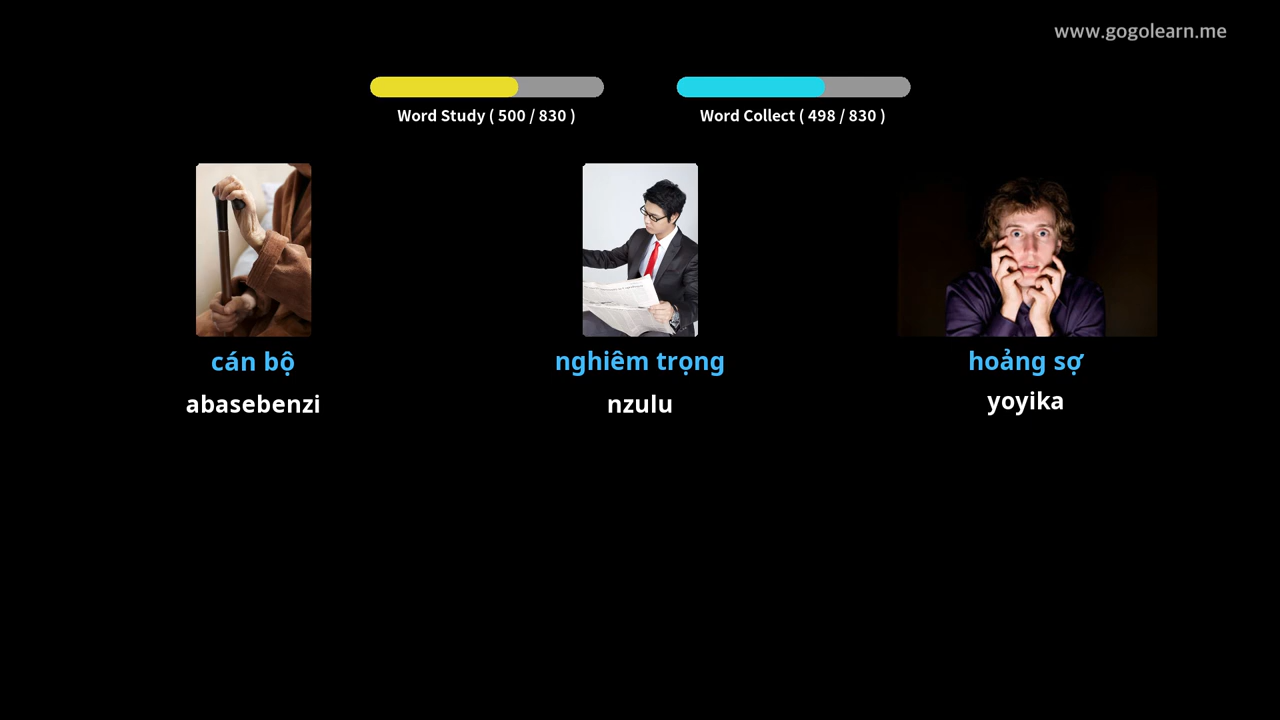 www.gogolearn.me
Word Study ( 500 / 830 )
Word Collect ( 498 / 830 )
cán bộ
nghiêm trọng
hoảng sợ
abasebenzi
nzulu
yoyika